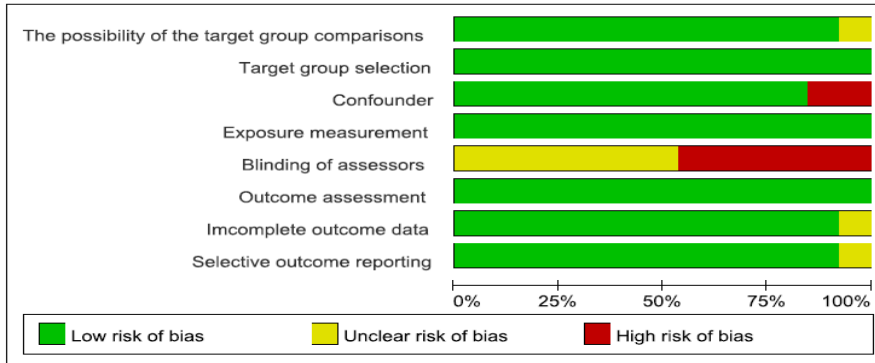 The possibility of the target group comparisons
Target group selection
Confounder
Exposure measurement
Blinding of assessors
Outcome assessment
Imcomplete outcome data
Selective outcome reporting
0% 25% 50% 75% 100%
Low risk of bias Unclear risk of bias High risk of bias